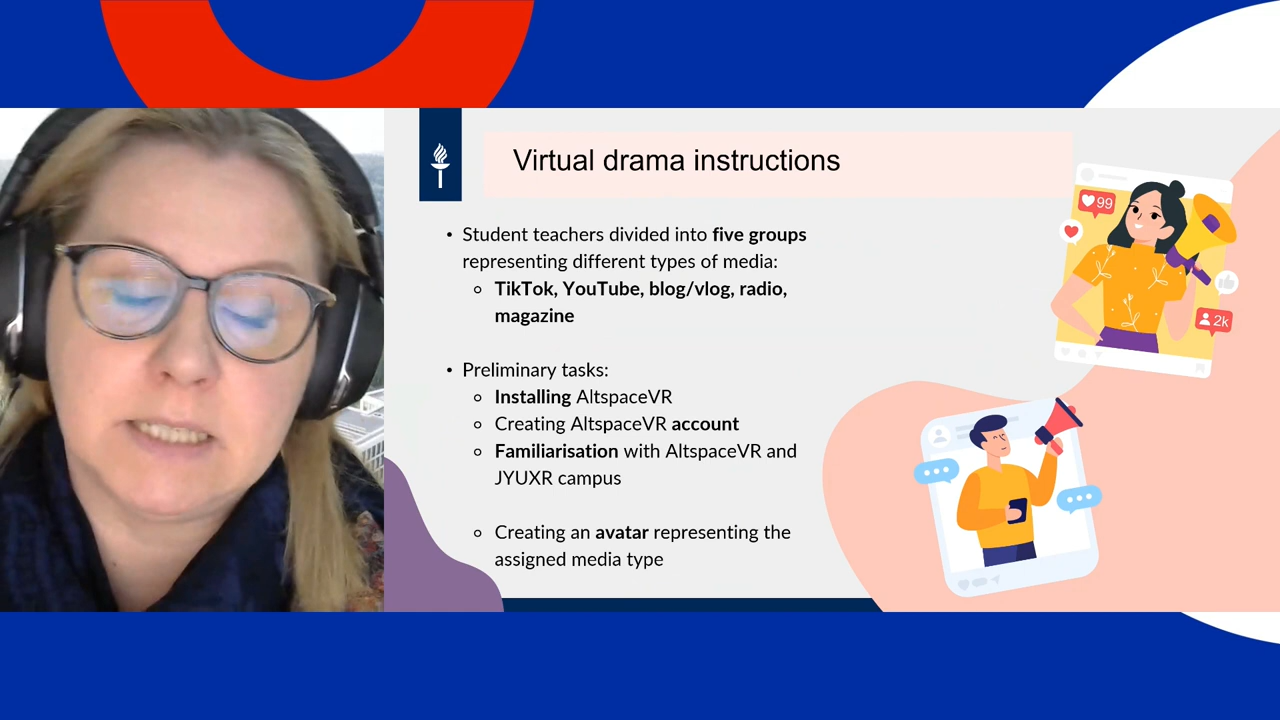 Virtual drama instructions
• Student teachers divided into five groups
representing different types of media:
○ TikTok, YouTube, blog/vlog, radio,
magazine
• Preliminary tasks:
○ Installing AltspaceVR
○ Creating AltspaceVR account
○ Familiarisation with AltspaceVR and
JYUXR campus
○ Creating an avatar representing the
assigned media type
99
2k